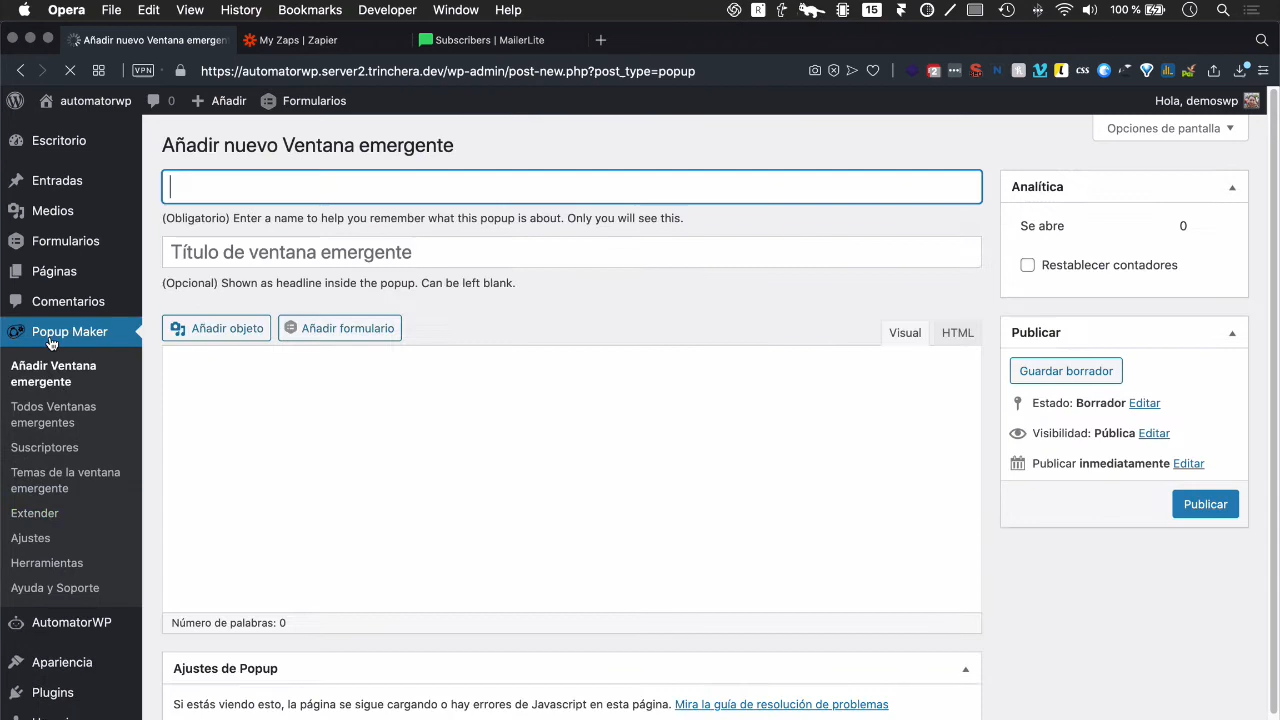 Opera File Edit View History Bookmarks Developer Window Help 15 100 %
Añadir nuevo Ventana emergen My Zaps | Zapier Subscribers | MailerLite
VPN https://automatorwp.server2.trinchera.dev/wp-admin/post-new.php?post_type=popup
automatorwp 0 Añadir Formularios Hola, demoswp
Opciones de pantalla
Escritorio
Entradas
Medios
Formularios
Páginas
Comentarios
Popup Maker
Añadir Ventana
emergente
Todos Ventanas
emergentes
Suscriptores
Temas de la ventana
emergente
Extender
Ajustes
Herramientas
Ayuda y Soporte
AutomatorWP
Apariencia
Plugins
Añadir nuevo Ventana emergente
(Obligatorio) Enter a name to help you remember what this popup is about. Only you will see this.
Título de ventana emergente
(Opcional) Shown as headline inside the popup. Can be left blank.
Añadir objeto Añadir formulario Visual HTML
Número de palabras: 0
Ajustes de Popup
Si estás viendo esto, la página se sigue cargando o hay errores de Javascript en esta página. Mira la guía de resolución de problemas
Analítica
Se abre 0
Restablecer contadores
Publicar
Guardar borrador
Estado: Borrador Editar
Visibilidad: Pública Editar
Publicar inmediatamente Editar
Publicar